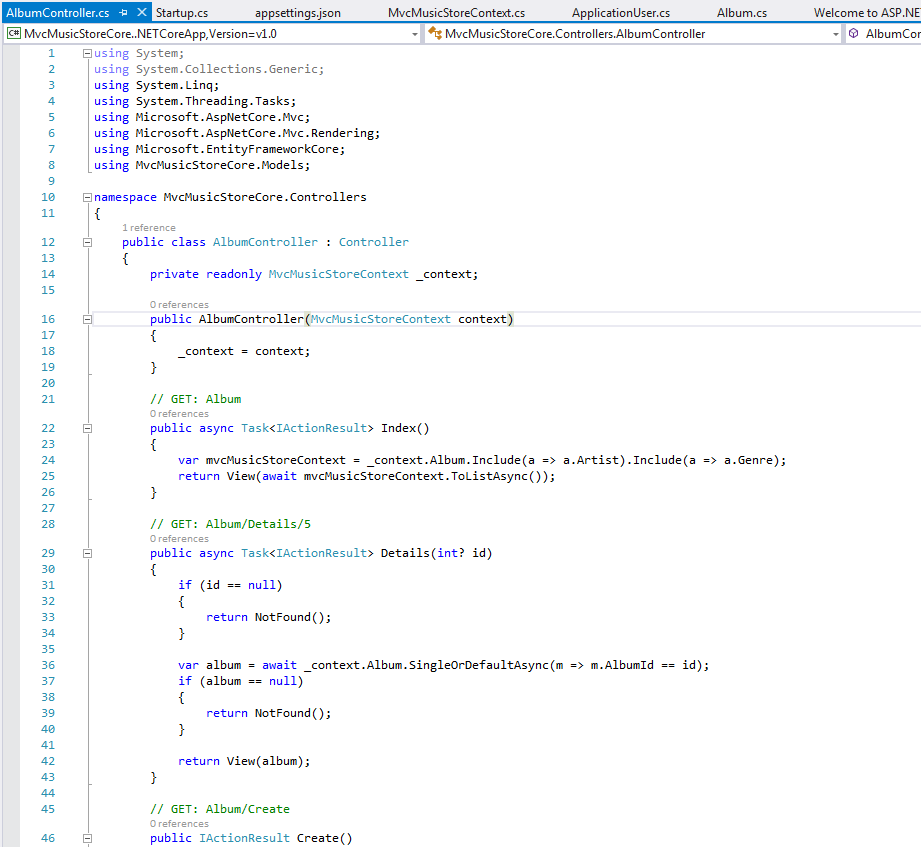 AlbumController.cs Startup.cs appsettings.json MvcMusicStoreContext.cs ApplicationUser.cs Album.cs Welcome to ASP.NE
C# MvcMusicStoreCore..NETCoreApp,Version=v1.0 MvcMusicStoreCore.Controllers.AlbumController AlbumCor
1 using System;
2 using System.Collections.Generic;
3 using System.Linq;
4 using System.Threading.Tasks;
5 using Microsoft.AspNetCore.Mvc;
6 using Microsoft.AspNetCore.Mvc.Rendering;
7 using Microsoft.EntityFrameworkCore;
8 using MvcMusicStoreCore.Models;
9
10 namespace MvcMusicStoreCore.Controllers
11 {
1 reference
12 public class AlbumController : Controller
13 {
14 private readonly MvcMusicStoreContext _context;
15
0 references
16 public AlbumController(MvcMusicStoreContext context)
17 {
18 _context = context;
19 }
20
21 // GET: Album
0 references
22 public async Task<IActionResult> Index()
23 {
24 var mvcMusicStoreContext = _context.Album.Include(a => a.Artist).Include(a => a.Genre);
25 return View(await mvcMusicStoreContext.ToListAsync());
26 }
27
28 // GET: Album/Details/5
0 references
29 public async Task<IActionResult> Details(int? id)
30 {
31 if (id == null)
32 {
33 return NotFound();
34 }
35
36 var album = await _context.Album.SingleOrDefaultAsync(m => m.AlbumId == id);
37 if (album == null)
38 {
39 return NotFound();
40 }
41
42 return View(album);
43 }
44
45 // GET: Album/Create
0 references
46 public IActionResult Create()